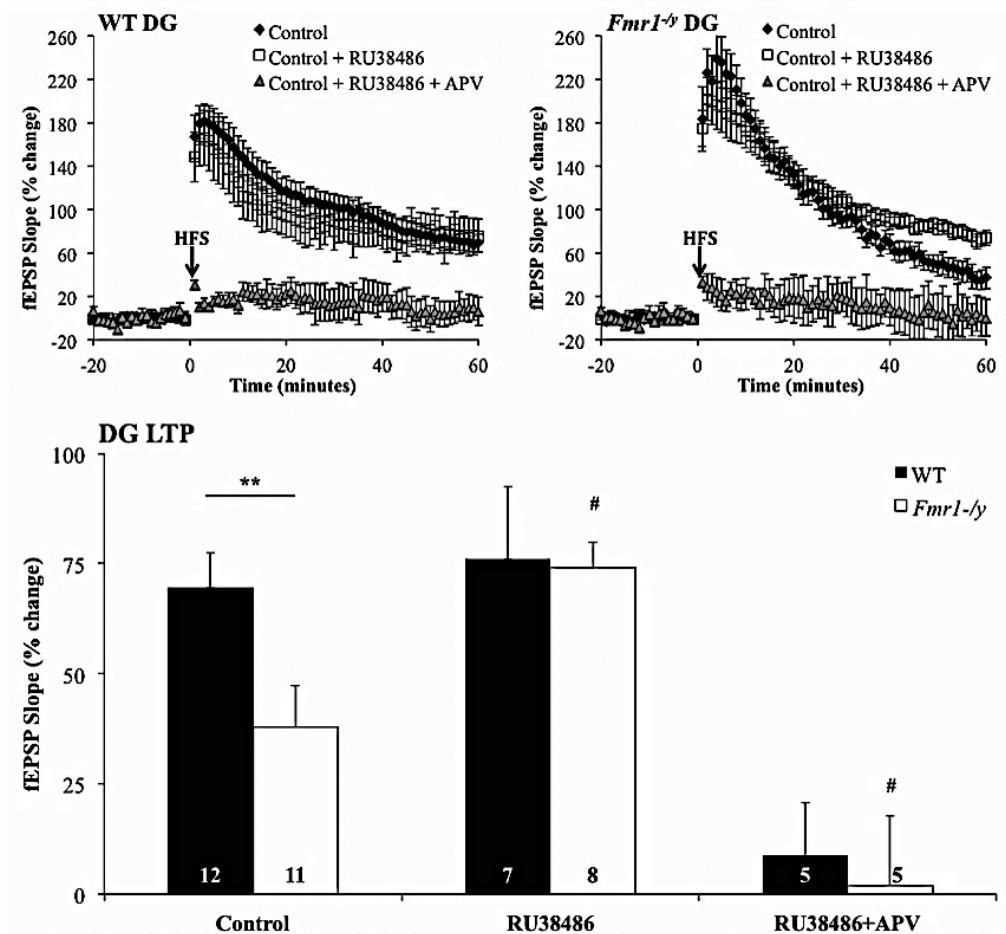 WT DG
Control
Control + RU38486
Control + RU38486 + APV
260
220
180
140
100
60
20
-20
fEPSP Slope (% change)
HFS
-20
0
20
40
60
Time (minutes)
Fmr1-/y DG
Control
Control + RU38486
Control + RU38486 + APV
260
220
180
140
100
60
20
-20
fEPSP Slope (% change)
HFS
-20
0
20
40
60
Time (minutes)
DG LTP
100
75
50
25
0
fEPSP Slope (% change)
WT
Fmr1-/y
**
#
#
12
11
7
8
5
5
Control
RU38486
RU38486+APV